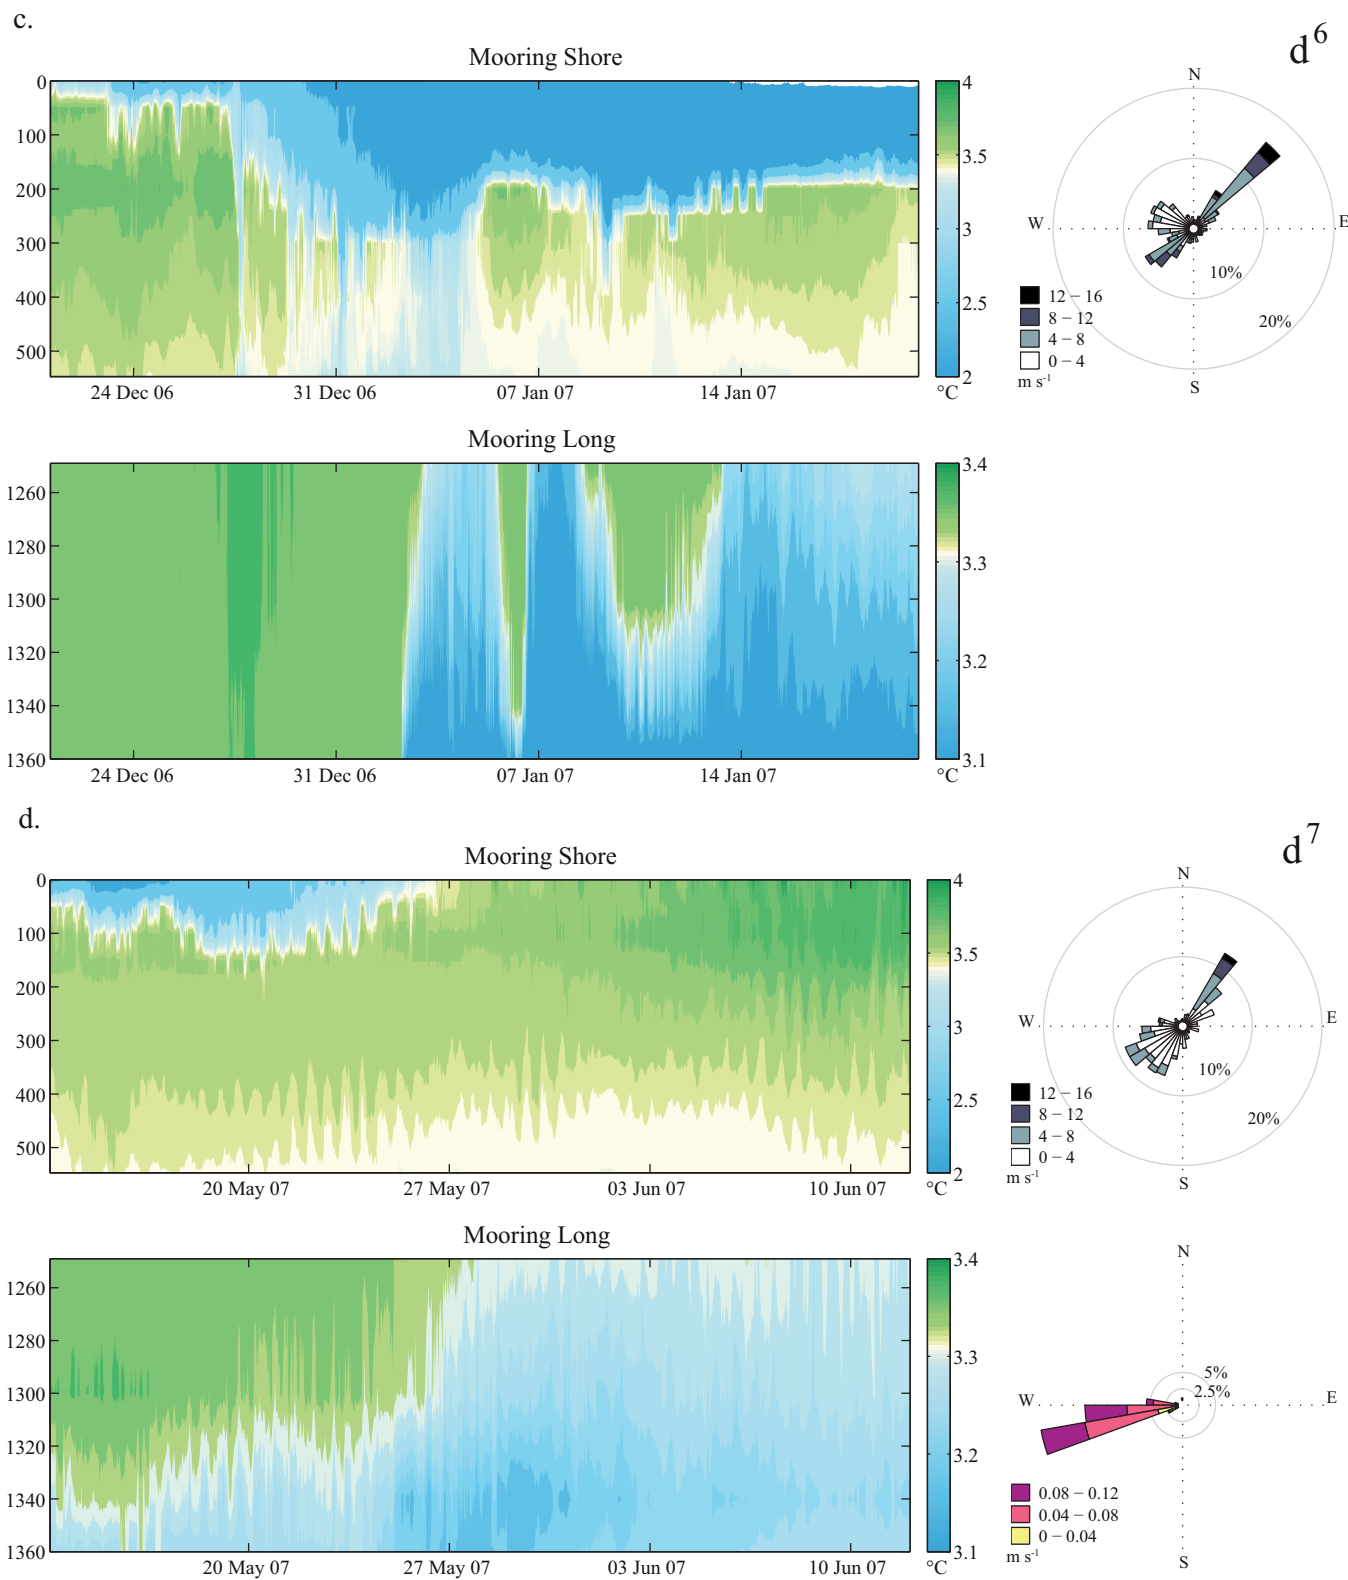 c.
Mooring Shore
d6
0
100
200
300
400
500
24 Dec 06
31 Dec 06
07 Jan 07
14 Jan 07
4
3.5
3
2.5
2
°C
N
W
E
S
10%
20%
12 – 16
8 – 12
4 – 8
0 – 4
m s-1
Mooring Long
1260
1280
1300
1320
1340
1360
24 Dec 06
31 Dec 06
07 Jan 07
14 Jan 07
3.4
3.3
3.2
3.1
°C
d.
Mooring Shore
d7
0
100
200
300
400
500
20 May 07
27 May 07
03 Jun 07
10 Jun 07
4
3.5
3
2.5
2
°C
N
W
E
S
10%
20%
12 – 16
8 – 12
4 – 8
0 – 4
m s-1
Mooring Long
1260
1280
1300
1320
1340
1360
20 May 07
27 May 07
03 Jun 07
10 Jun 07
3.4
3.3
3.2
3.1
°C
N
W
E
S
5%
2.5%
0.08 – 0.12
0.04 – 0.08
0 – 0.04
m s-1